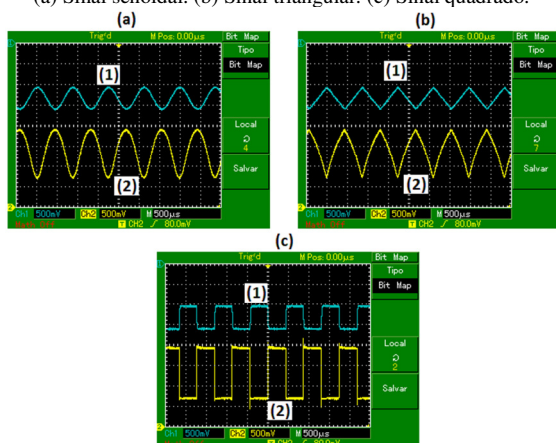 (a) Sinal senoidal. (b) Sinal triangular. (c) Sinal quadrado.
(a)
Trig'd M Pos: 0.00μs Bit Map
Tipo
Bit Map
(1)
Local
4
(2)
Salvar
Ch1 500mV Ch2 500mV M 500μs
CH2 80.0mV
(b)
Trig'd M Pos: 0.00μs Bit Map
Tipo
Bit Map
(1)
Local
7
(2)
Salvar
Ch1 500mV Ch2 500mV M 500μs
CH2 80.0mV
(c)
Trig'd M Pos: 0.00μs Bit Map
Tipo
Bit Map
(1)
Local
2
Salvar
(2)
Ch1 500mV Ch2 500mV M 500μs
CH2 80.0mV